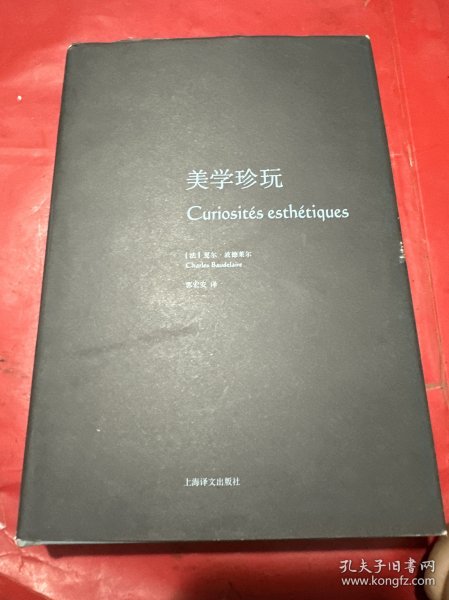 美学珍玩
Curiosités esthétiques
[法] 夏尔·波德莱尔
Charles Baudelaire
郭宏安 译
上海译文出版社
孔夫子旧书网
www.kongfz.com